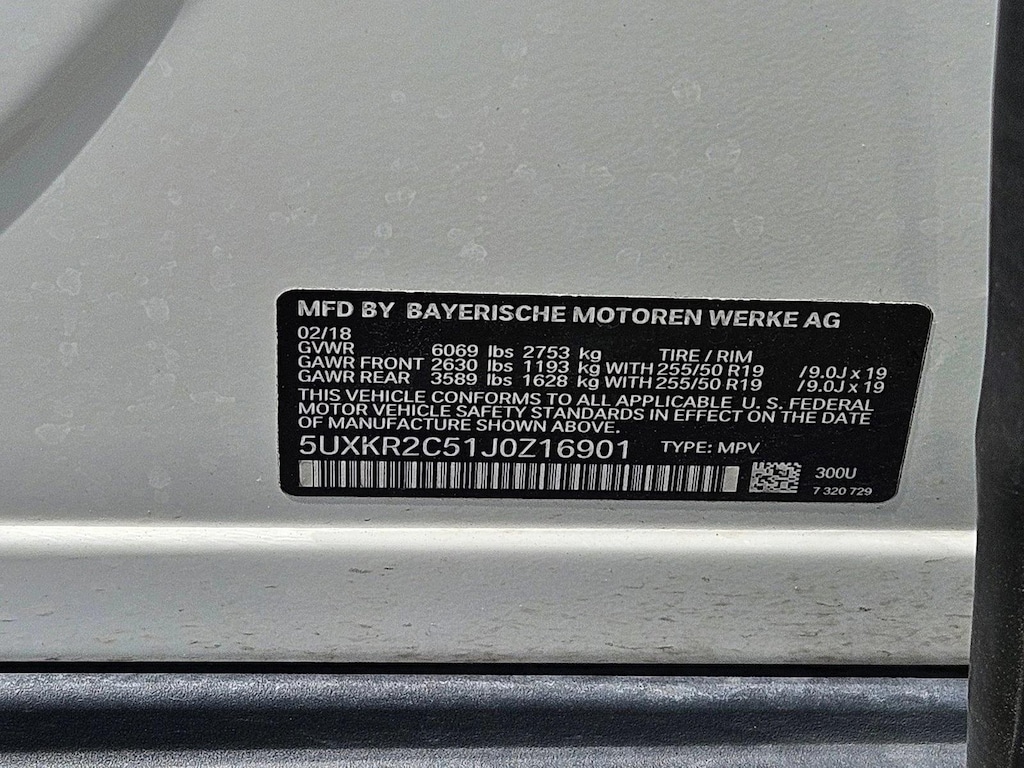 MFD BY BAYERISCHE MOTOREN WERKE AG
02/18
GVWR 6069 lbs 2753 kg TIRE / RIM
GAWR FRONT 2630 lbs 1193 kg WITH 255/50 R19 /9.0J x 19
GAWR REAR 3589 lbs 1628 kg WITH 255/50 R19 /9.0J x 19
THIS VEHICLE CONFORMS TO ALL APPLICABLE U. S. FEDERAL
MOTOR VEHICLE SAFETY STANDARDS IN EFFECT ON THE DATE
OF MANUFACTURE SHOWN ABOVE.
5UXKR2C51J0Z16901 TYPE: MPV
300U
7 320 729